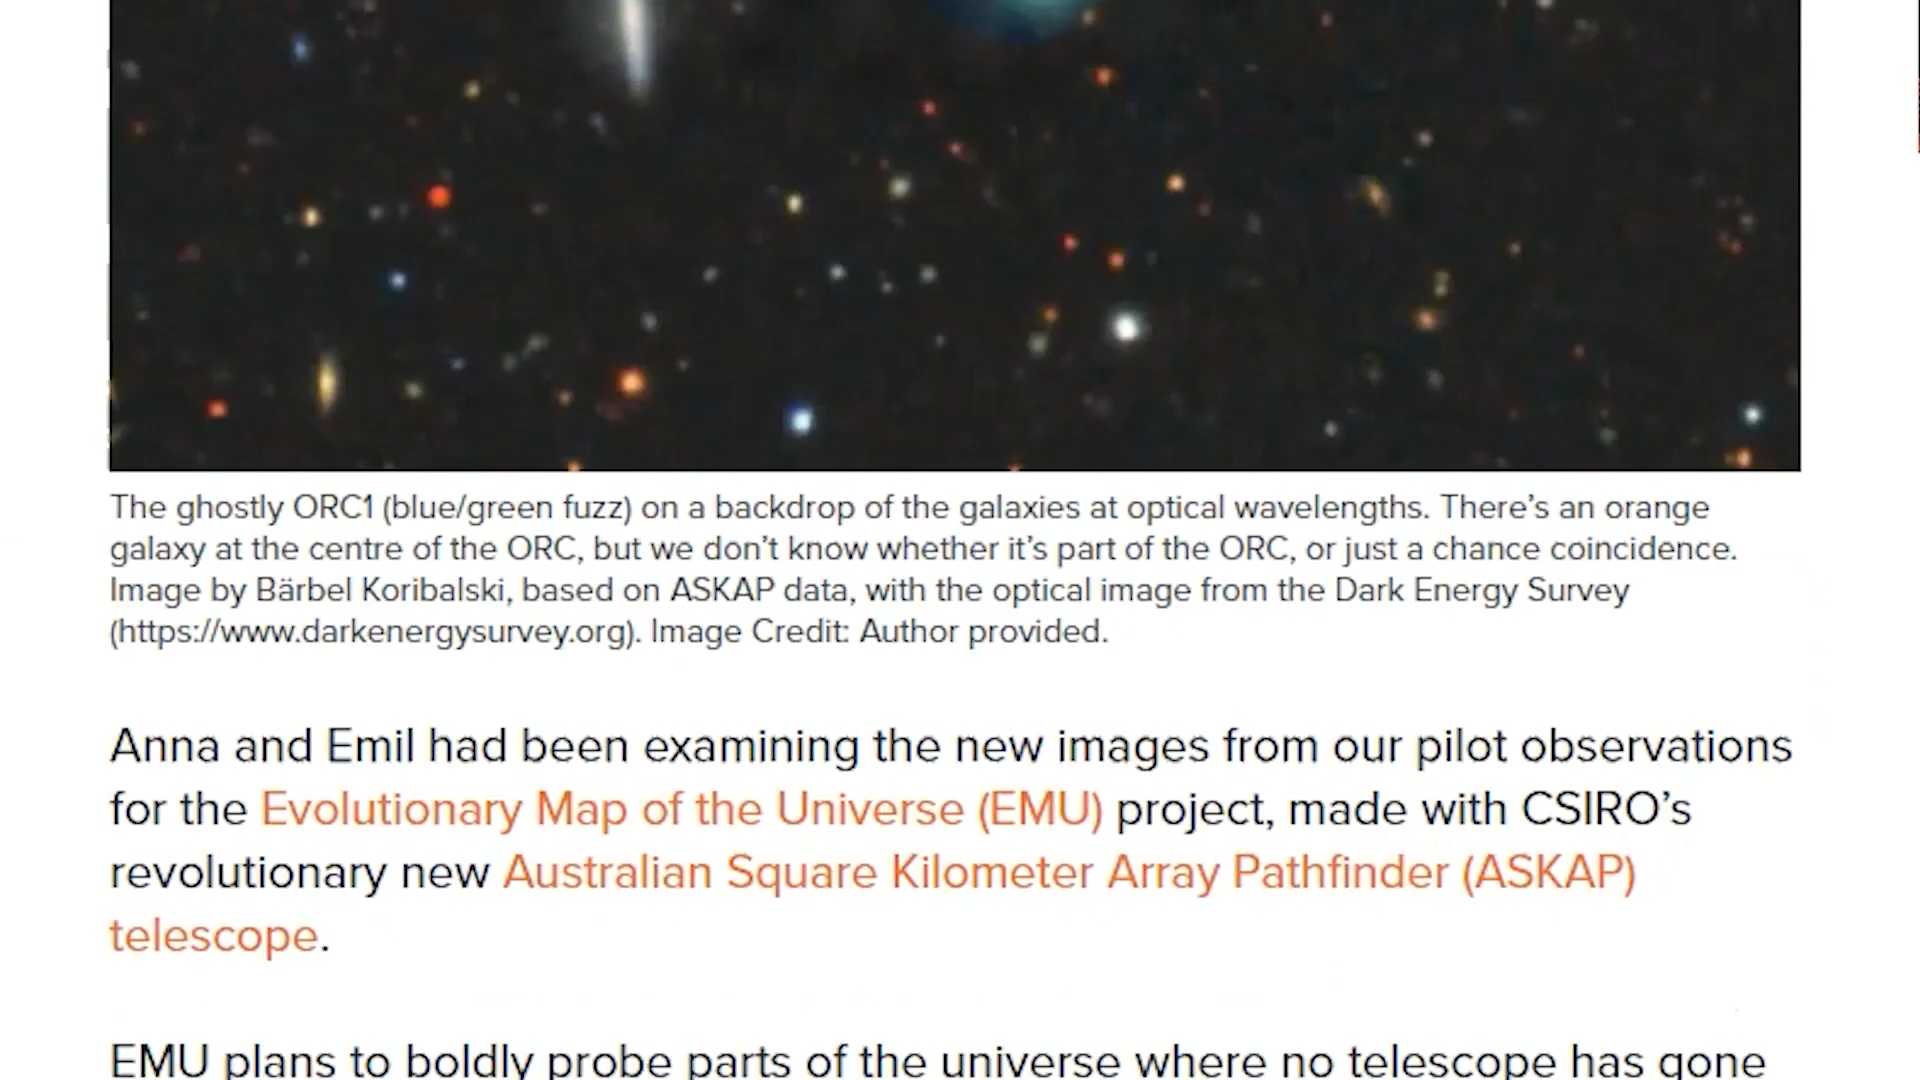 The ghostly ORC1 (blue/green fuzz) on a backdrop of the galaxies at optical wavelengths. There’s an orange
galaxy at the centre of the ORC, but we don’t know whether it’s part of the ORC, or just a chance coincidence.
Image by Bärbel Koribalski, based on ASKAP data, with the optical image from the Dark Energy Survey
(https://www.darkenergysurvey.org). Image Credit: Author provided.
Anna and Emil had been examining the new images from our pilot observations
for the Evolutionary Map of the Universe (EMU) project, made with CSIRO’s
revolutionary new Australian Square Kilometer Array Pathfinder (ASKAP)
telescope.
EMU plans to boldly probe parts of the universe where no telescope has gone